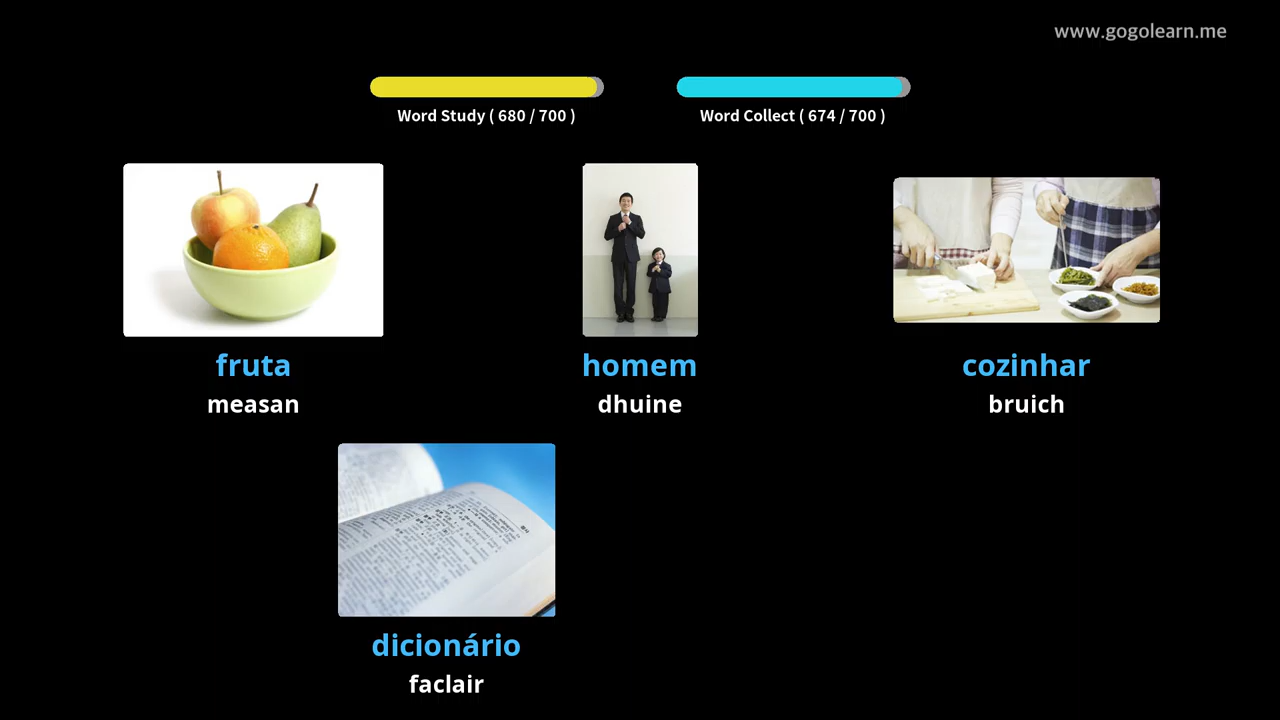 www.gogolearn.me
Word Study ( 680 / 700 )
Word Collect ( 674 / 700 )
fruta
measan
homem
dhuine
cozinhar
bruich
dicionário
faclair